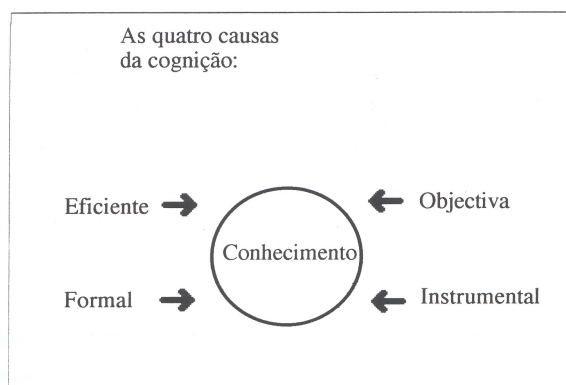 As quatro causas
da cognição:
Eficiente
Objectiva
Conhecimento
Formal
Instrumental